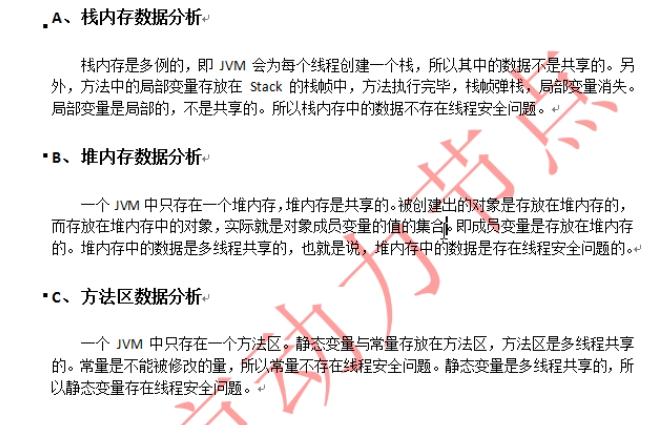 A、栈内存数据分析
栈内存是多例的，即 JVM 会为每个线程创建一个栈，所以其中的数据不是共享的。另
外，方法中的局部变量存放在 Stack 的栈帧中，方法执行完毕，栈帧弹栈，局部变量消失。
局部变量是局部的，不是共享的。所以栈内存中的数据不存在线程安全问题。
B、堆内存数据分析
一个 JVM 中只存在一个堆内存，堆内存是共享的。被创建出的对象是存放在堆内存的，
而存放在堆内存中的对象，实际就是对象成员变量的值的集合。即成员变量是存放在堆内存
的。堆内存中的数据是多线程共享的，也就是说，堆内存中的数据是存在线程安全问题的。
C、方法区数据分析
一个 JVM 中只存在一个方法区。静态变量与常量存放在方法区，方法区是多线程共享
的。常量是不能被修改的量，所以常量不存在线程安全问题。静态变量是多线程共享的，所
以静态变量存在线程安全问题。
动力节点